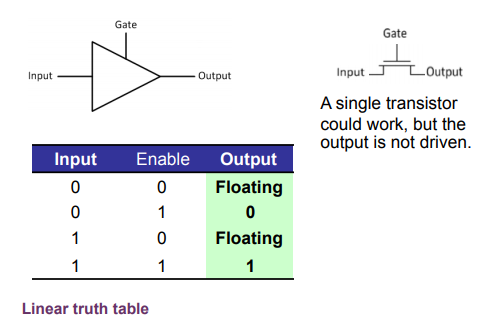 Gate
Input
Output
Gate
Input
Output
A single transistor
could work, but the
output is not driven.
Input Enable Output
0 0 Floating
0 1 0
1 0 Floating
1 1 1
Linear truth table